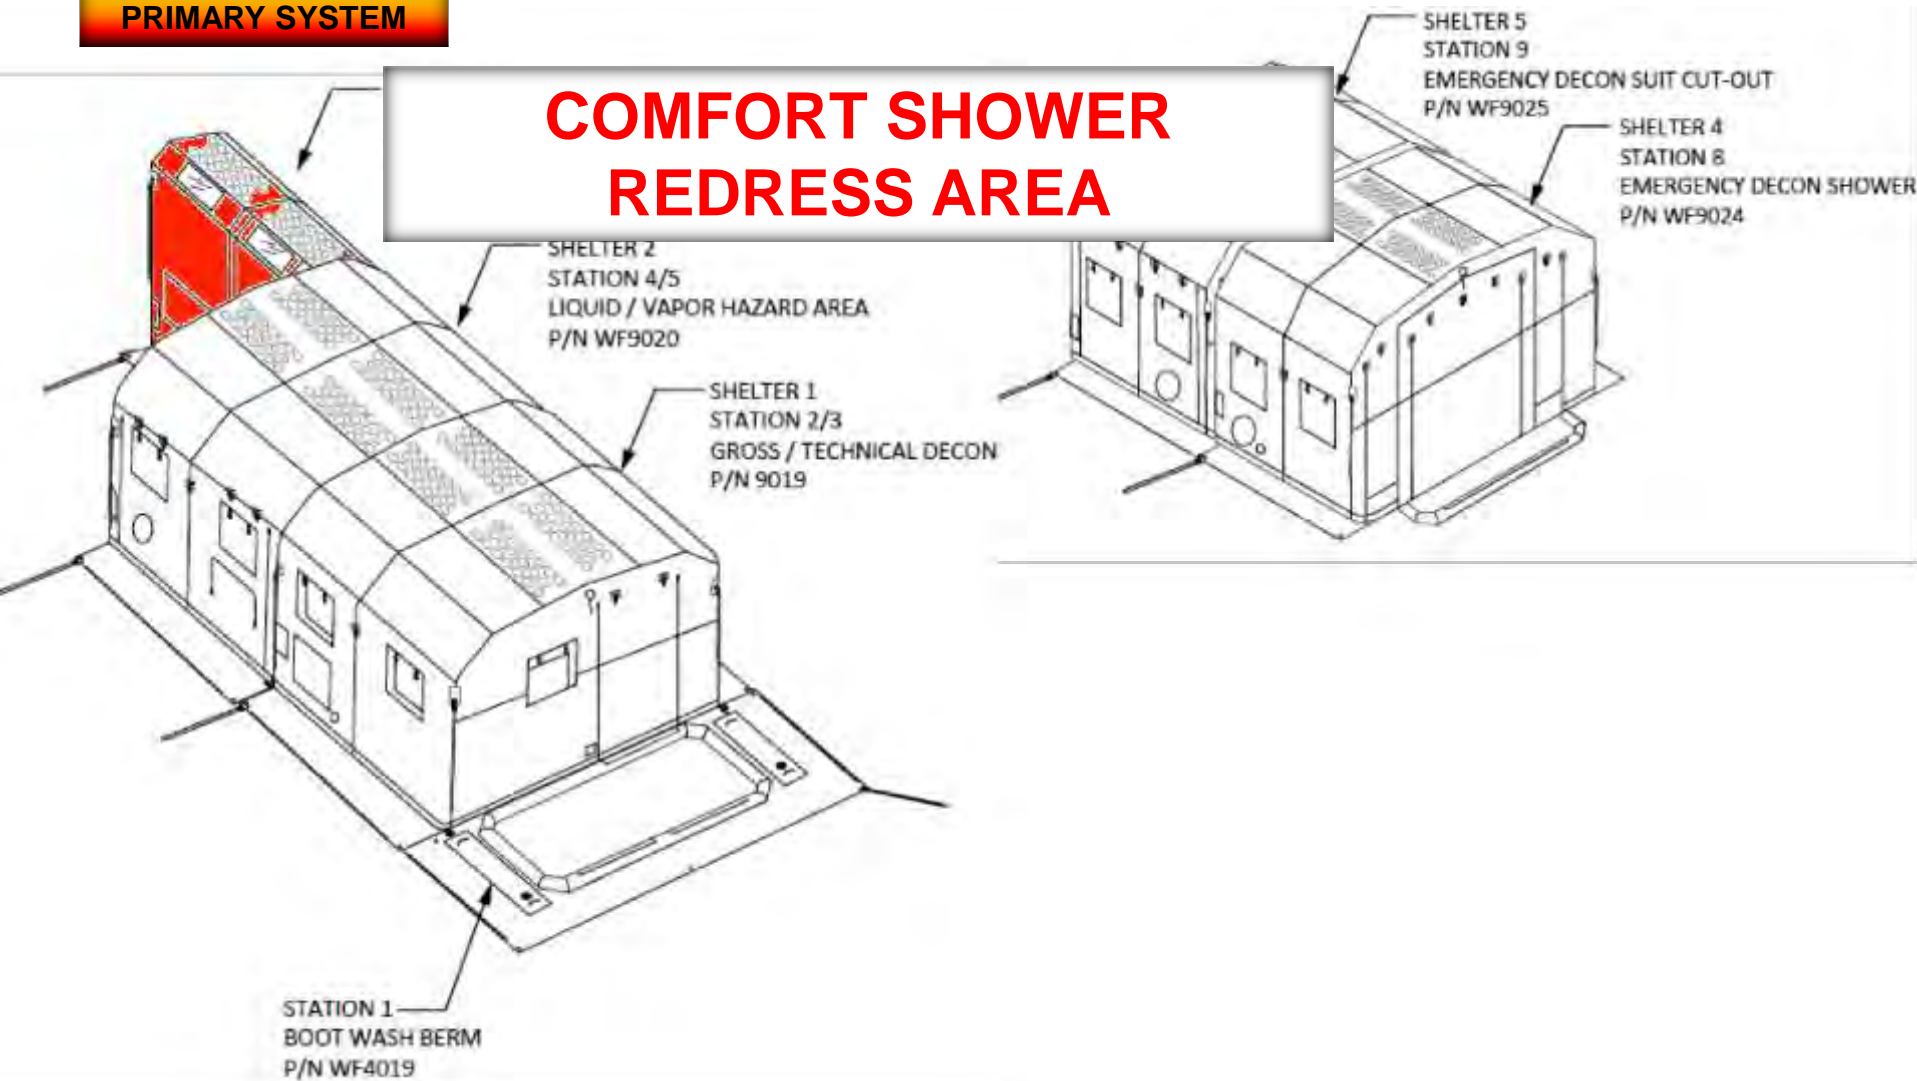 PRIMARY SYSTEM
COMFORT SHOWER
REDRESS AREA
SHELTER 5
STATION 9
EMERGENCY DECON SUIT CUT-OUT
P/N WF9025
SHELTER 4
STATION 8
EMERGENCY DECON SHOWER
P/N WF9024
SHELTER 2
STATION 4/5
LIQUID / VAPOR HAZARD AREA
P/N WF9020
SHELTER 1
STATION 2/3
GROSS / TECHNICAL DECON
P/N 9019
STATION 1
BOOT WASH BERM
P/N WF4019